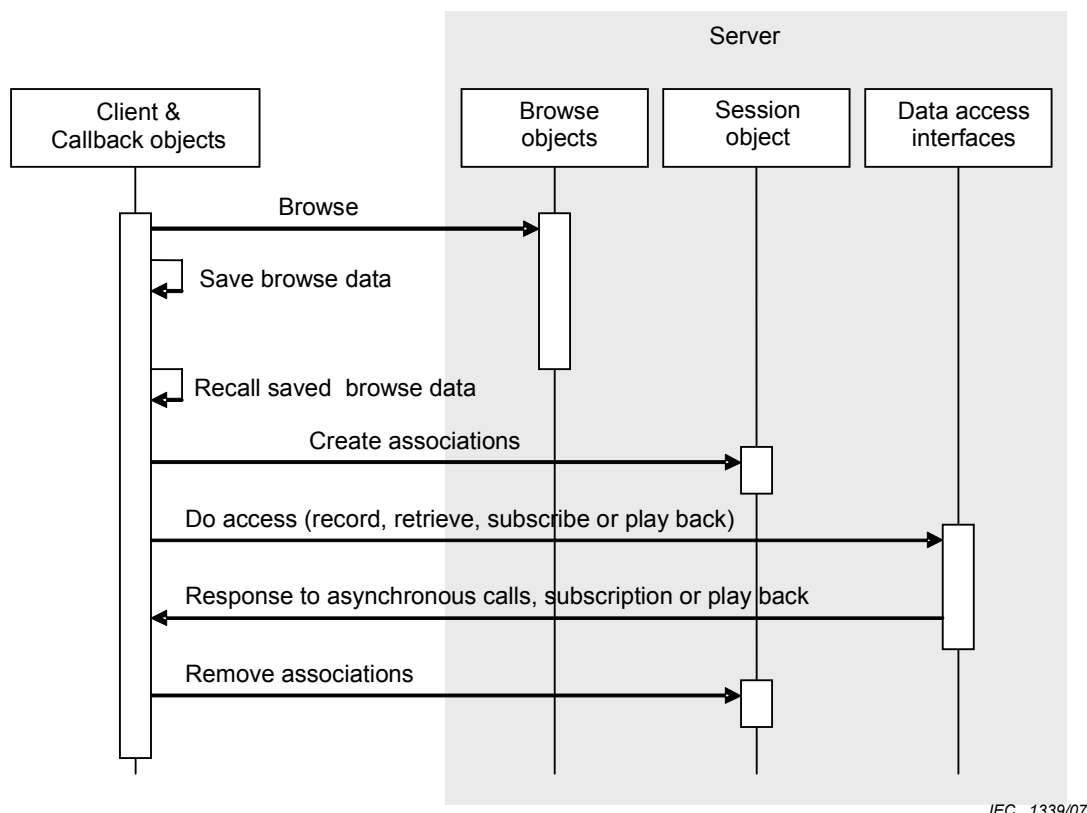 Server
Client &
Callback objects
Browse
objects
Session
object
Data access
interfaces
Browse
Save browse data
Recall saved browse data
Create associations
Do access (record, retrieve, subscribe or play back)
Response to asynchronous calls, subscription or play back
Remove associations
IEC 1339/07